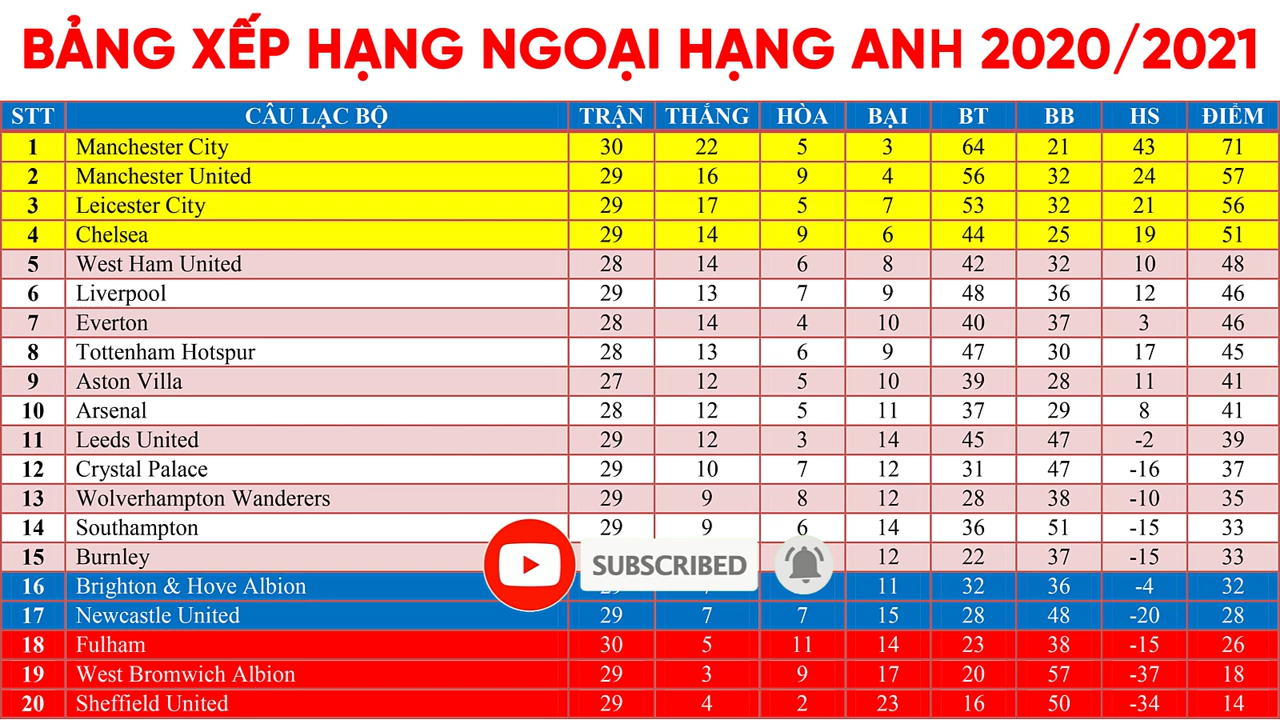 BẢNG XẾP HẠNG NGOẠI HẠNG ANH 2020/2021
STT CÂU LẠC BỘ TRẬN THẮNG HÒA BẠI BT BB HS ĐIỂM
1 Manchester City 30 22 5 3 64 21 43 71
2 Manchester United 29 16 9 4 56 32 24 57
3 Leicester City 29 17 5 7 53 32 21 56
4 Chelsea 29 14 9 6 44 25 19 51
5 West Ham United 28 14 6 8 42 32 10 48
6 Liverpool 29 13 7 9 48 36 12 46
7 Everton 28 14 4 10 40 37 3 46
8 Tottenham Hotspur 28 13 6 9 47 30 17 45
9 Aston Villa 27 12 5 10 39 28 11 41
10 Arsenal 28 12 5 11 37 29 8 41
11 Leeds United 29 12 3 14 45 47 -2 39
12 Crystal Palace 29 10 7 12 31 47 -16 37
13 Wolverhampton Wanderers 29 9 8 12 28 38 -10 35
14 Southampton 29 9 6 14 36 51 -15 33
15 Burnley 12 22 37 -15 33
SUBSCRIBED
16 Brighton & Hove Albion 11 32 36 -4 32
17 Newcastle United 29 7 7 15 28 48 -20 28
18 Fulham 30 5 11 14 23 38 -15 26
19 West Bromwich Albion 29 3 9 17 20 57 -37 18
20 Sheffield United 29 4 2 23 16 50 -34 14